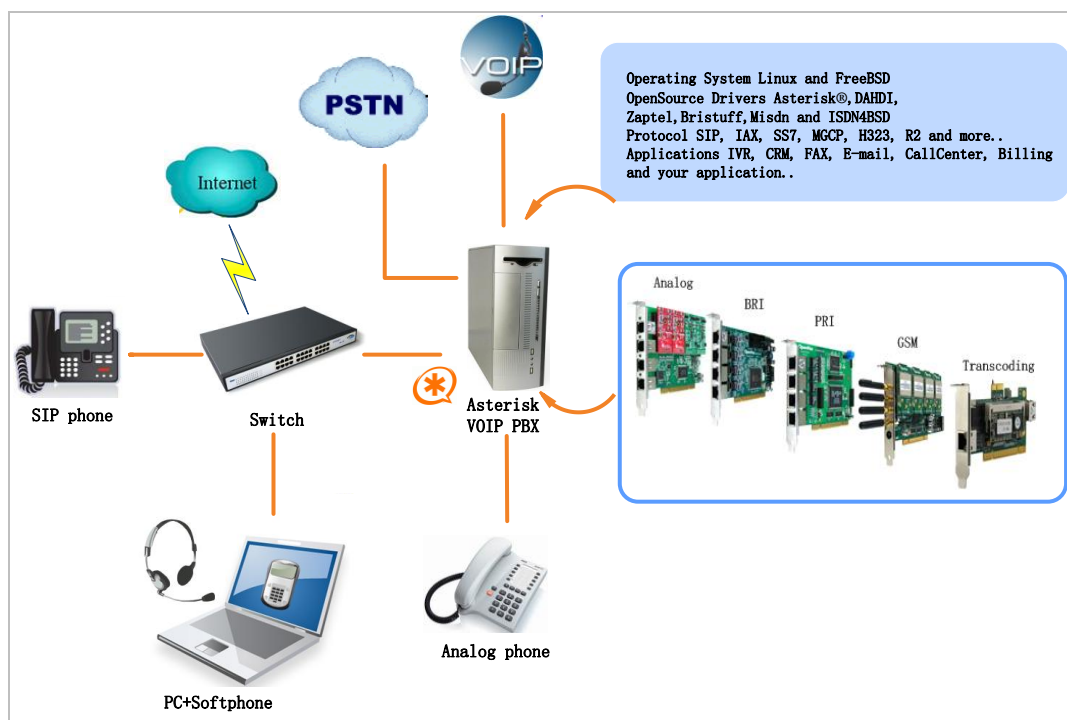 VOIP
Operating System Linux and FreeBSD
OpenSource Drivers Asterisk®,DAHDI,
Zaptel,Bristuff,Misdn and ISDN4BSD
Protocol SIP, IAX, SS7, MGCP, H323, R2 and more..
Applications IVR, CRM, FAX, E-mail, CallCenter, Billing
and your application..
PSTN
Internet
Analog
BRI
PRI
GSM
Transcoding
SIP phone
Switch
Asterisk
VOIP PBX
Analog phone
PC+Softphone